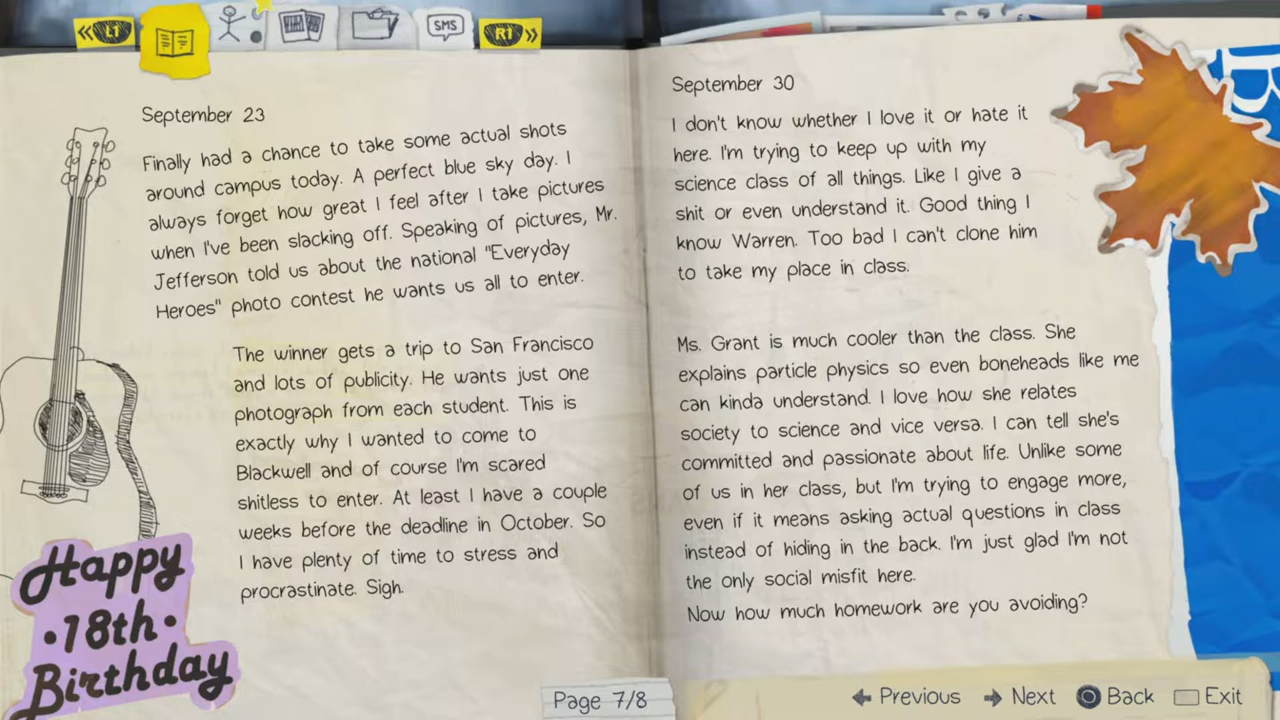 L1
SMS
R1
September 23
Finally had a chance to take some actual shots
around campus today. A perfect blue sky day. I
always forget how great I feel after I take pictures
when I've been slacking off. Speaking of pictures, Mr.
Jefferson told us about the national "Everyday
Heroes" photo contest he wants us all to enter.
The winner gets a trip to San Francisco
and lots of publicity. He wants just one
photograph from each student. This is
exactly why I wanted to come to
Blackwell and of course I'm scared
shitless to enter. At least I have a couple
weeks before the deadline in October. So
I have plenty of time to stress and
procrastinate. Sigh.
Happy
•18th•
Birthday
September 30
I don't know whether I love it or hate it
here. I'm trying to keep up with my
science class of all things. Like I give a
shit or even understand it. Good thing I
know Warren. Too bad I can't clone him
to take my place in class.
Ms. Grant is much cooler than the class. She
explains particle physics so even boneheads like me
can kinda understand. I love how she relates
society to science and vice versa. I can tell she's
committed and passionate about life. Unlike some
of us in her class, but I'm trying to engage more,
even if it means asking actual questions in class
instead of hiding in the back. I'm just glad I'm not
the only social misfit here.
Now how much homework are you avoiding?
Page 7/8
Previous Next Back Exit